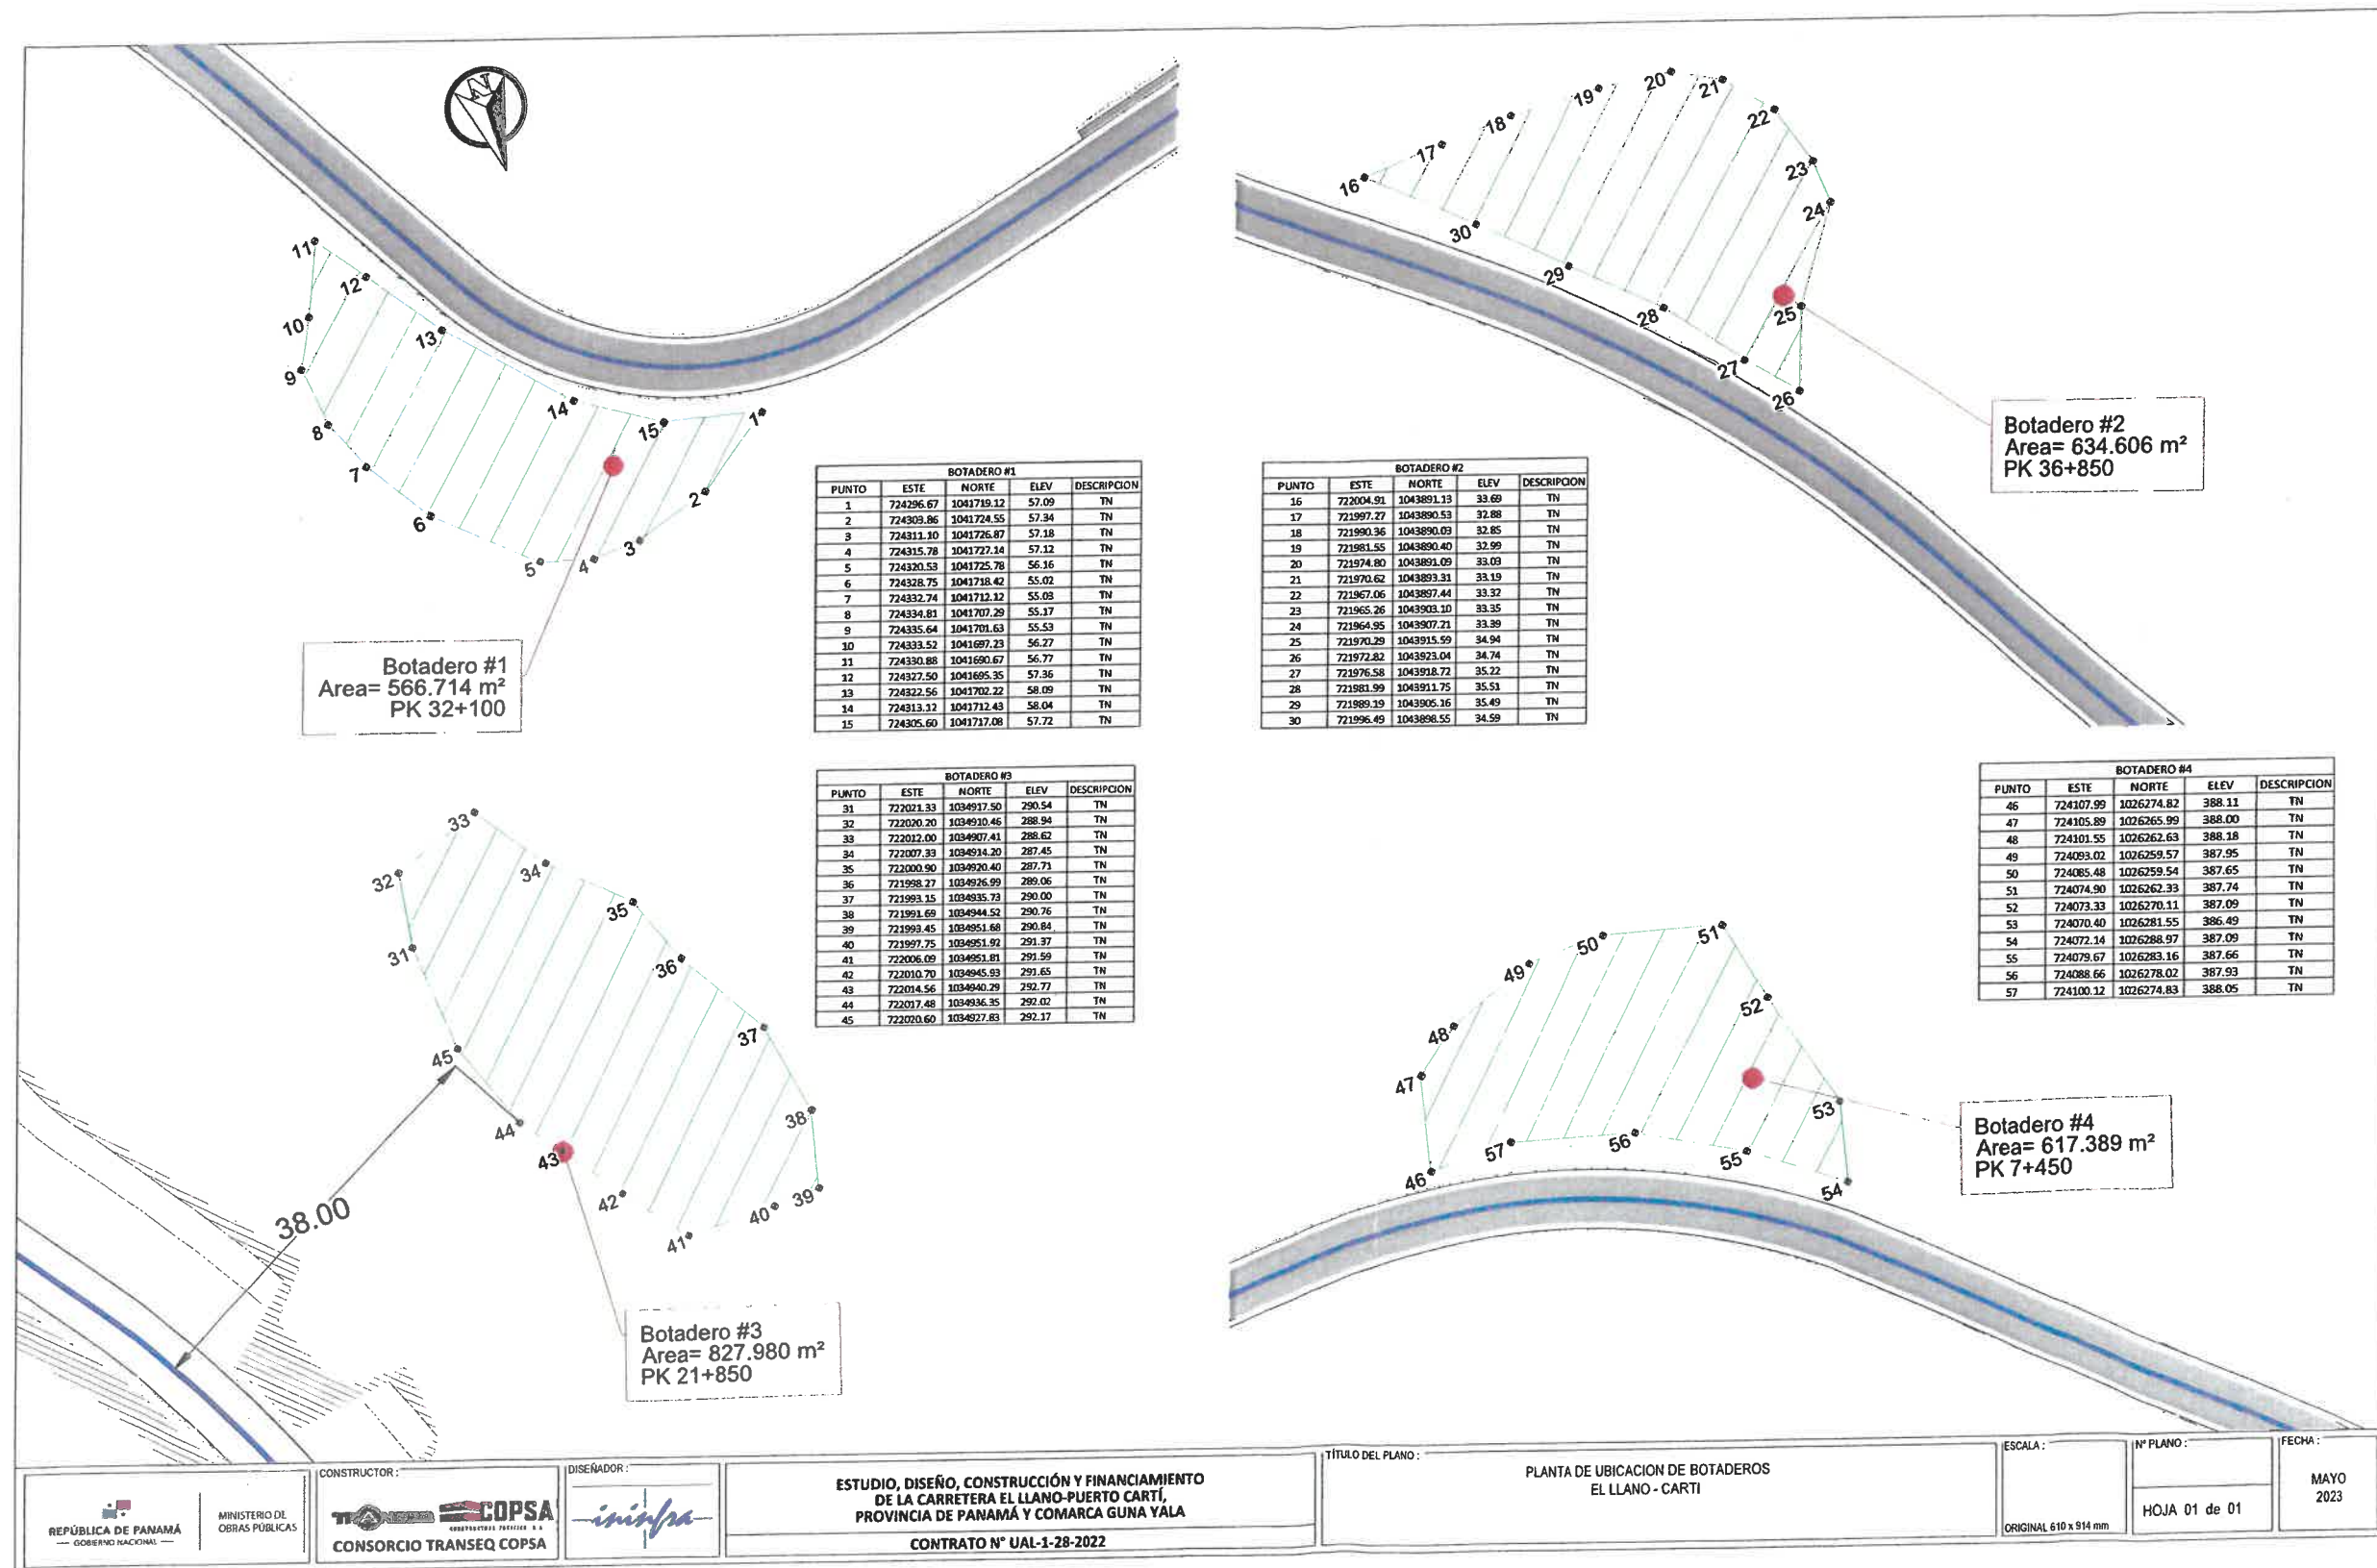 N
11
12
10
13
9
14
8
15
1
7
2
6
3
5
4
Botadero #1
Area= 566.714 m²
PK 32+100
20
21
19
22
18
17
23
16
24
30
29
25
28
27
26
Botadero #2
Area= 634.606 m²
PK 36+850
BOTADERO #1
PUNTO ESTE NORTE ELEV DESCRIPCION
1 724296.67 1041719.12 57.09 TN
2 724303.86 1041724.55 57.34 TN
3 724311.10 1041726.87 57.18 TN
4 724315.78 1041727.14 57.12 TN
5 724320.53 1041725.78 56.16 TN
6 724328.75 1041718.42 55.02 TN
7 724332.74 1041712.12 55.03 TN
8 724334.81 1041707.29 55.17 TN
9 724335.64 1041701.63 55.53 TN
10 724333.52 1041697.23 56.27 TN
11 724330.88 1041690.67 56.77 TN
12 724327.50 1041695.35 57.36 TN
13 724322.56 1041702.22 58.09 TN
14 724313.12 1041712.43 58.04 TN
15 724305.60 1041717.08 57.72 TN
BOTADERO #2
PUNTO ESTE NORTE ELEV DESCRIPCION
16 722004.91 1043891.13 33.69 TN
17 721997.27 1043890.53 32.88 TN
18 721990.36 1043890.09 32.85 TN
19 721981.55 1043890.40 32.99 TN
20 721974.80 1043891.09 33.03 TN
21 721970.62 1043893.31 33.19 TN
22 721967.06 1043897.44 33.32 TN
23 721965.26 1043903.10 33.35 TN
24 721964.95 1043907.21 33.39 TN
25 721970.29 1043915.59 34.94 TN
26 721972.82 1043923.04 34.74 TN
27 721976.58 1043918.72 35.22 TN
28 721981.99 1043911.75 35.51 TN
29 721989.19 1043905.16 35.49 TN
30 721996.49 1043898.55 34.59 TN
BOTADERO #3
PUNTO ESTE NORTE ELEV DESCRIPCION
31 722021.33 1034917.50 290.54 TN
32 722020.20 1034910.46 288.94 TN
33 722012.00 1034907.41 288.62 TN
34 722007.33 1034914.20 287.45 TN
35 722000.90 1034920.40 287.71 TN
36 721998.27 1034926.99 289.06 TN
37 721993.15 1034935.73 290.00 TN
38 721991.69 1034944.52 290.76 TN
39 721993.45 1034951.68 290.84 TN
40 721997.75 1034951.92 291.37 TN
41 722006.09 1034951.81 291.59 TN
42 722010.70 1034945.93 291.65 TN
43 722014.56 1034940.29 292.77 TN
44 722017.48 1034936.35 292.02 TN
45 722020.60 1034927.83 292.17 TN
BOTADERO #4
PUNTO ESTE NORTE ELEV DESCRIPCION
46 724107.99 1026274.82 388.11 TN
47 724105.89 1026265.99 388.00 TN
48 724101.55 1026262.63 388.18 TN
49 724093.02 1026259.57 387.95 TN
50 724085.48 1026259.54 387.65 TN
51 724074.90 1026262.33 387.74 TN
52 724073.33 1026270.11 387.09 TN
53 724070.40 1026281.55 386.49 TN
54 724072.14 1026288.97 387.09 TN
55 724079.67 1026283.16 387.66 TN
56 724088.66 1026278.02 387.93 TN
57 724100.12 1026274.83 388.05 TN
33
34
32
35
31
36
37
45
38
44
43
42
40
39
41
38.00
Botadero #3
Area= 827.980 m²
PK 21+850
51
50
49
52
48
47
53
57
56
55
46
54
Botadero #4
Area= 617.389 m²
PK 7+450
REPÚBLICA DE PANAMÁ
— GOBIERNO NACIONAL —
MINISTERIO DE
OBRAS PÚBLICAS
CONSTRUCTOR :
COPSA
CONSORCIO TRANSEQ COPSA
DISEÑADOR :
ininfra
ESTUDIO, DISEÑO, CONSTRUCCIÓN Y FINANCIAMIENTO
DE LA CARRETERA EL LLANO-PUERTO CARTÍ,
PROVINCIA DE PANAMÁ Y COMARCA GUNA YALA
CONTRATO N° UAL-1-28-2022
TÍTULO DEL PLANO :
PLANTA DE UBICACION DE BOTADEROS
EL LLANO - CARTI
ESCALA :
ORIGINAL 610 x 914 mm
N° PLANO :
HOJA 01 de 01
FECHA :
MAYO
2023